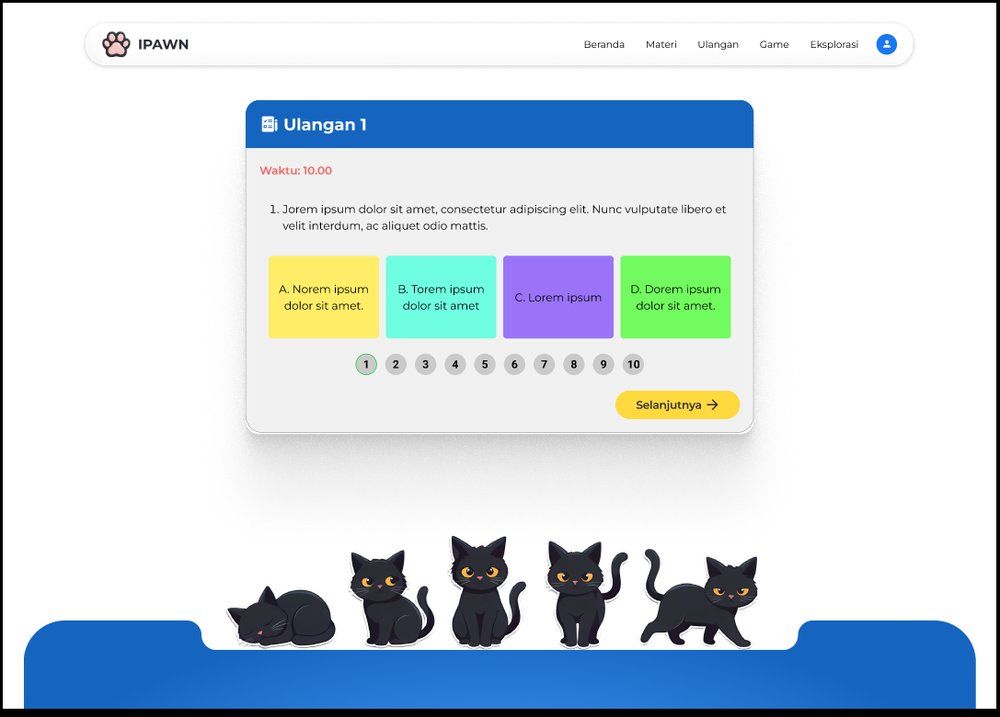 IPAWN
Beranda
Materi
Ulangan
Game
Eksplorasi
Ulangan 1
Waktu: 10.00
1. Jorem ipsum dolor sit amet, consectetur adipiscing elit. Nunc vulputate libero et
velit interdum, ac aliquet odio mattis.
A. Norem ipsum
dolor sit amet.
B. Torem ipsum
dolor sit amet
C. Lorem ipsum
D. Dorem ipsum
dolor sit amet.
1 2 3 4 5 6 7 8 9 10
Selanjutnya →